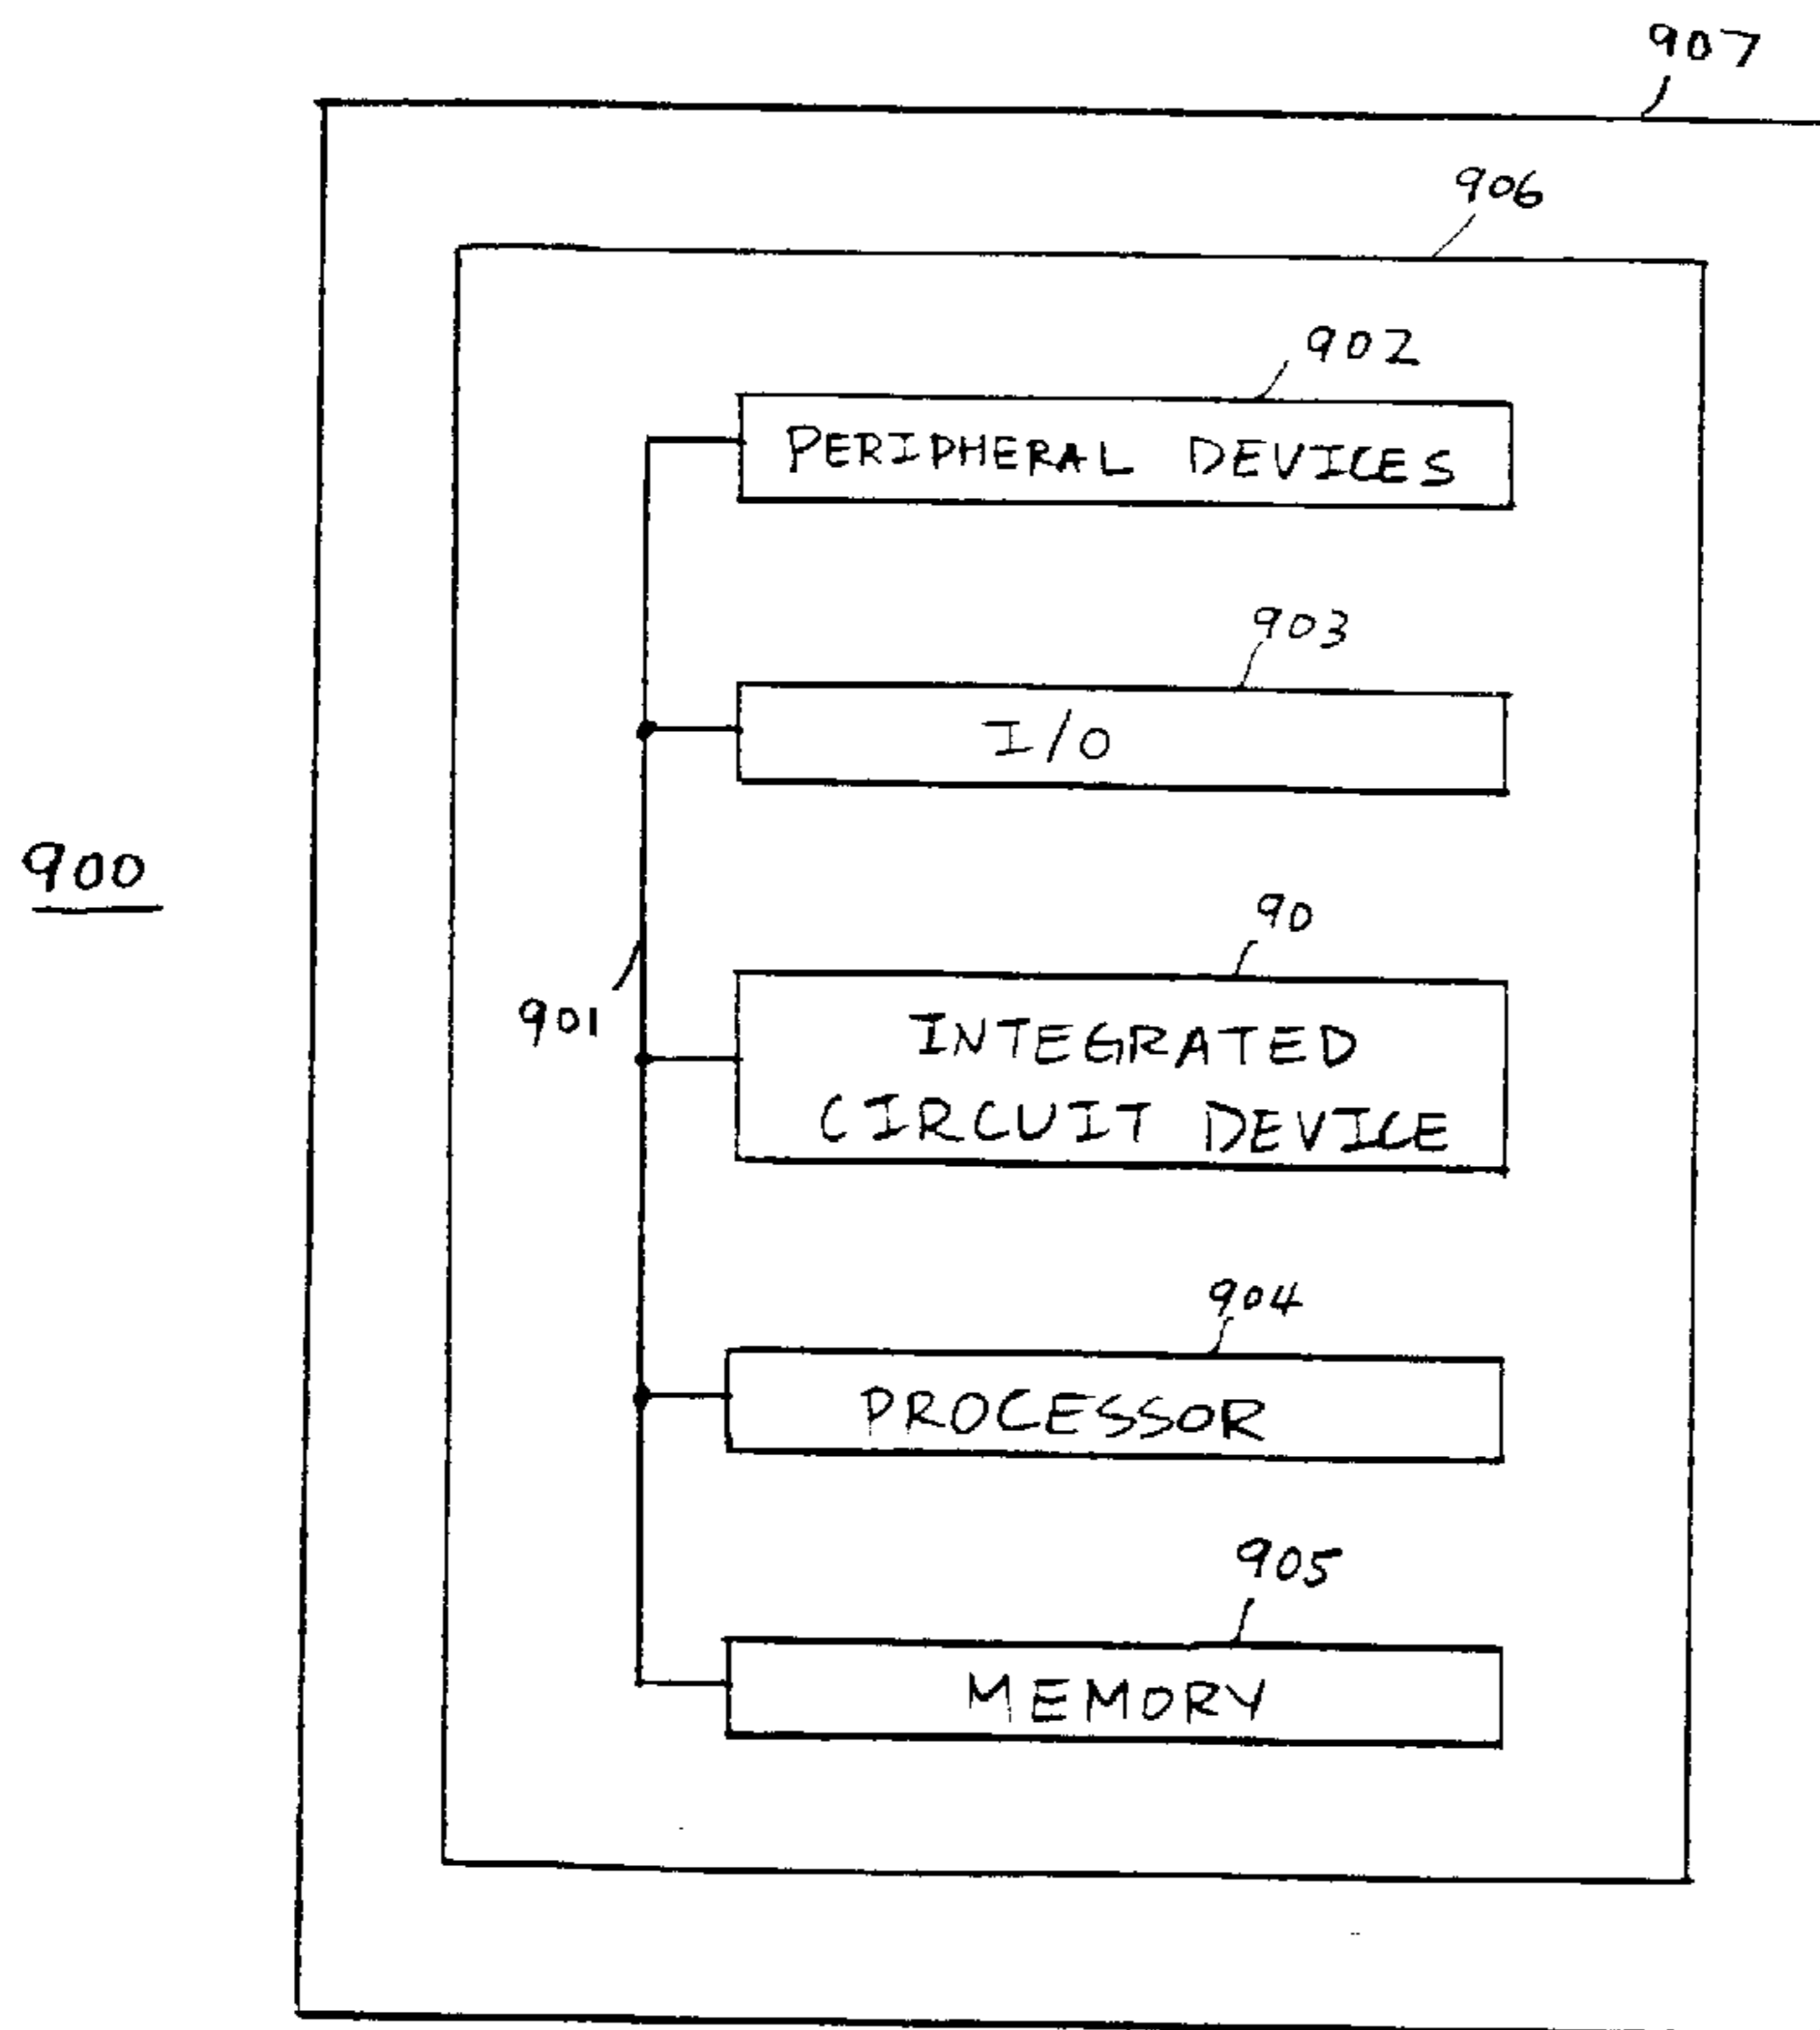 907
906
902
PERIPHERAL DEVICES
903
I/O
900
90
901
INTEGRATED
CIRCUIT DEVICE
904
PROCESSOR
905
MEMORY